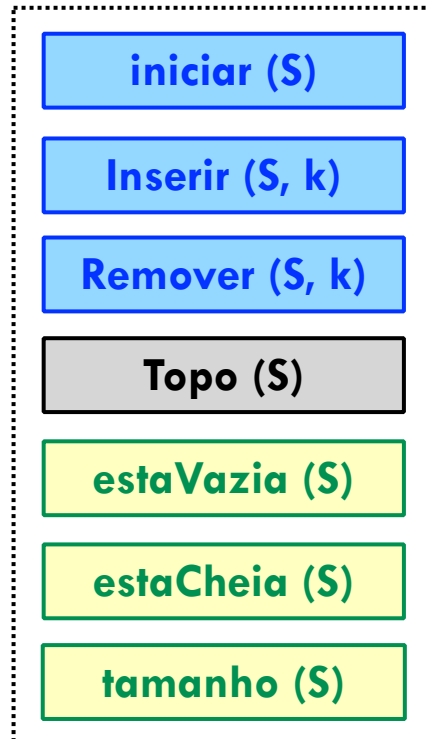 iniciar (S)
Inserir (S, k)
Remover (S, k)
Topo (S)
estaVazia (S)
estaCheia (S)
tamanho (S)